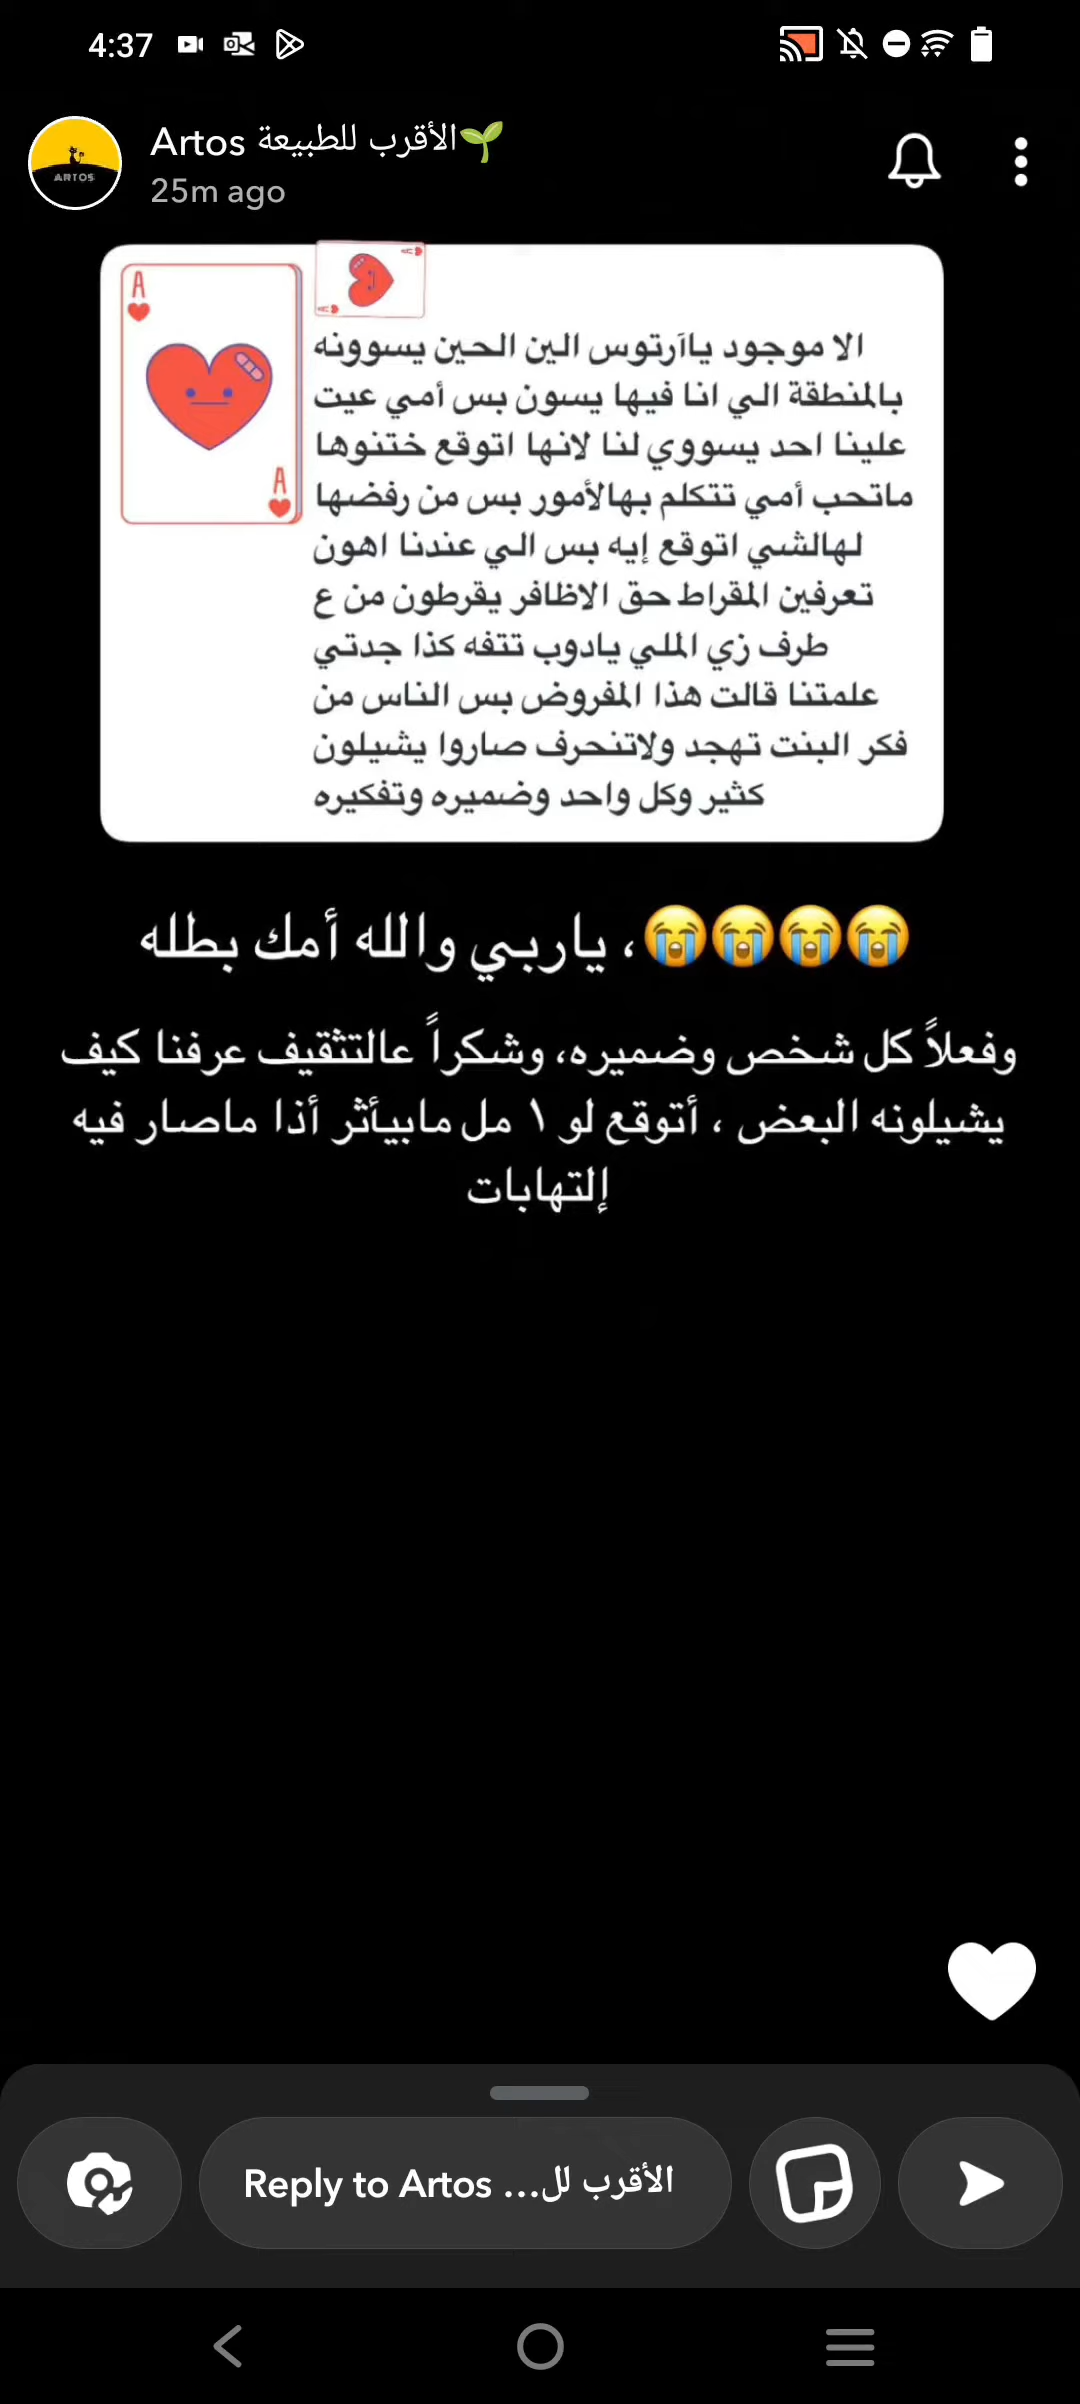 4:37
Artos الأقرب للطبيعة
25m ago
ARTOS
A
A
الا موجود ياآرتوس الين الحين يسوونه
بالمنطقة الي انا فيها يسون بس أمي عيت
علينا احد يسووي لنا لانها اتوقع ختنوها
ماتحب أمي تتكلم بهالأمور بس من رفضها
لهالشي اتوقع إيه بس الي عندنا اهون
تعرفين المقراط حق الاظافر يقرطون من ع
طرف زي المللي يادوب تتفه كذا جدتي
علمتنا قالت هذا المفروض بس الناس من
فكر البنت تهجد ولاتنحرف صاروا يشيلون
كثير وكل واحد وضميره وتفكيره
😭😭😭😭، ياربي والله أمك بطله
وفعلاً كل شخص وضميره، وشكراً عالتثقيف عرفنا كيف
يشيلونه البعض ، أتوقع لو ١ مل مابيأثر أذا ماصار فيه
إلتهابات
Reply to Artos الأقرب لل...